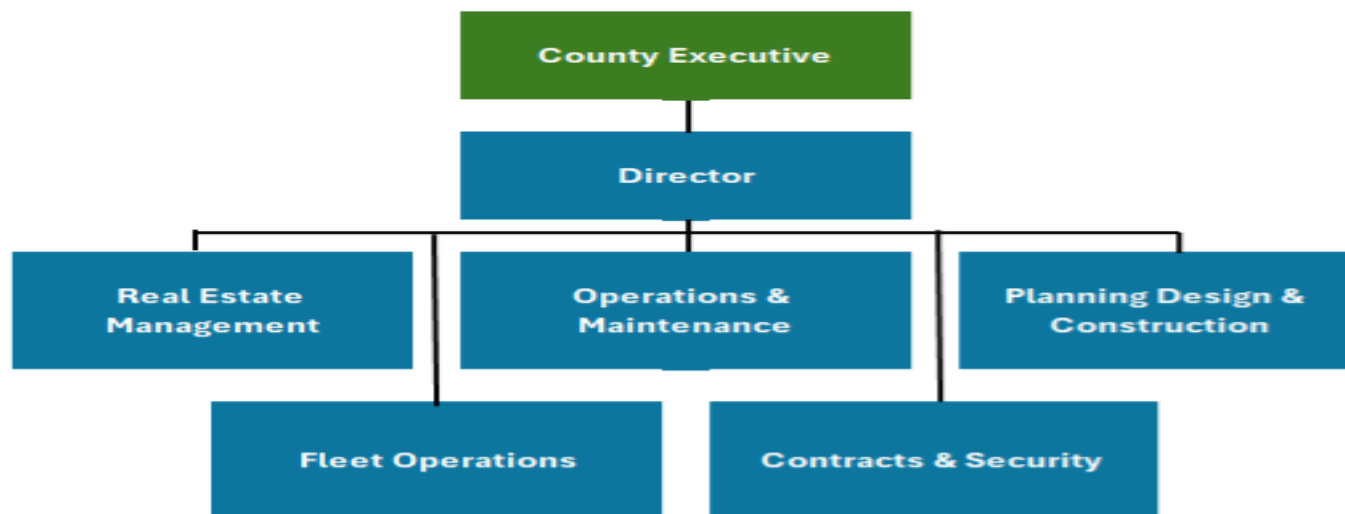 County Executive
Director
Real Estate
Management
Operations &
Maintenance
Planning Design &
Construction
Fleet Operations
Contracts & Security